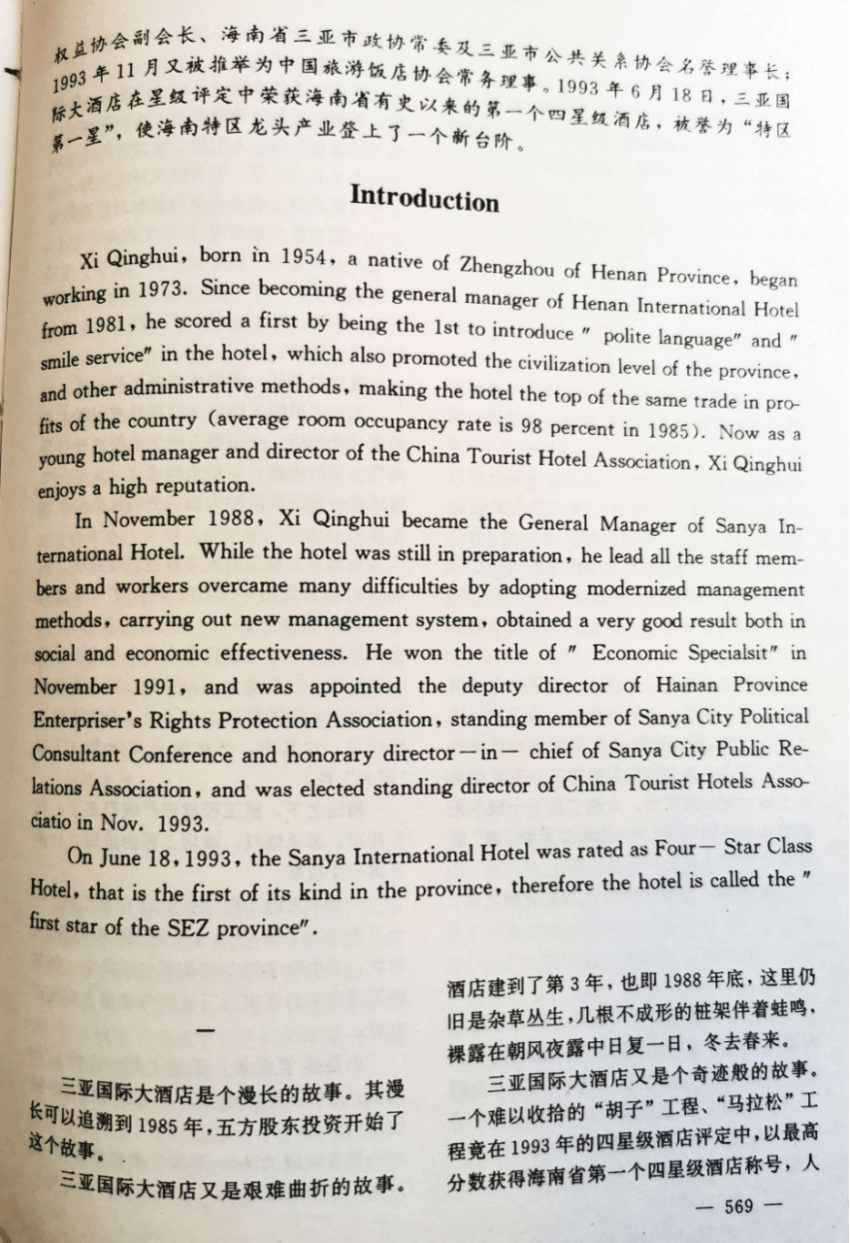 权益协会副会长、海南省三亚市政协常委及三亚市公共关系协会名誉理事长；
1993年11月又被推举为中国旅游饭店协会常务理事。1993年6月18日，三亚国
际大酒店在星级评定中荣获海南省有史以来的第一个四星级酒店，被誉为“特区
第一星”，使海南特区龙头产业登上了一个新台阶。
Introduction
Xi Qinghui, born in 1954, a native of Zhengzhou of Henan Province, began
working in 1973. Since becoming the general manager of Henan International Hotel
from 1981, he scored a first by being the 1st to introduce " polite language" and "
smile service" in the hotel, which also promoted the civilization level of the province,
and other administrative methods, making the hotel the top of the same trade in pro-
fits of the country (average room occupancy rate is 98 percent in 1985). Now as a
young hotel manager and director of the China Tourist Hotel Association, Xi Qinghui
enjoys a high reputation.
In November 1988, Xi Qinghui became the General Manager of Sanya In-
ternational Hotel. While the hotel was still in preparation, he lead all the staff mem-
bers and workers overcame many difficulties by adopting modernized management
methods, carrying out new management system, obtained a very good result both in
social and economic effectiveness. He won the title of " Economic Specialsit" in
November 1991, and was appointed the deputy director of Hainan Province
Enterpriser's Rights Protection Association, standing member of Sanya City Political
Consultant Conference and honorary director—in— chief of Sanya City Public Re-
lations Association, and was elected standing director of China Tourist Hotels Asso-
ciatio in Nov. 1993.
On June 18, 1993, the Sanya International Hotel was rated as Four— Star Class
Hotel, that is the first of its kind in the province, therefore the hotel is called the "
first star of the SEZ province".
一
三亚国际大酒店是个漫长的故事。其漫
长可以追溯到1985年，五方股东投资开始了
这个故事。
三亚国际大酒店又是艰难曲折的故事。
酒店建到了第3年，也即1988年底，这里仍
旧是杂草丛生，几根不成形的桩架伴着蛙鸣，
裸露在朝风夜露中日复一日，冬去春来。
三亚国际大酒店又是个奇迹般的故事。
一个难以收拾的“胡子”工程、“马拉松”工
程竟在1993年的四星级酒店评定中，以最高
分数获得海南省第一个四星级酒店称号，人
— 569 —